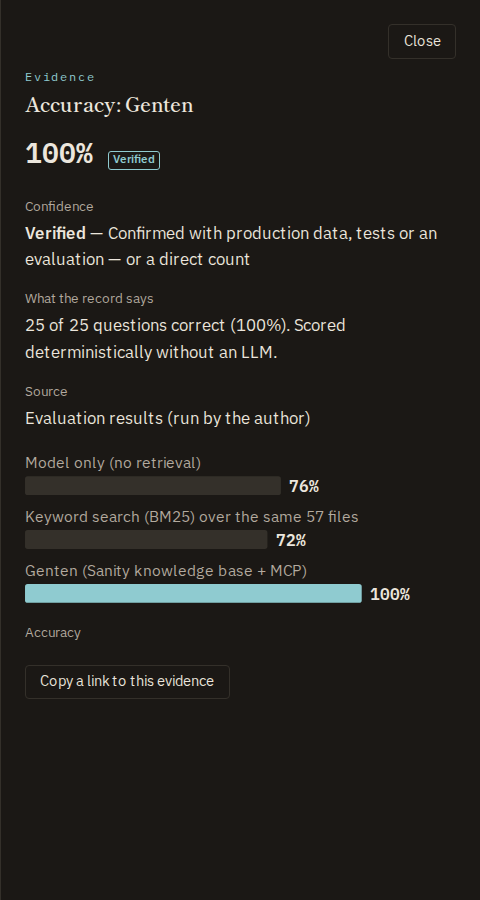 Close
Evidence
Accuracy: Genten
100% Verified
Confidence
Verified — Confirmed with production data, tests or an
evaluation — or a direct count
What the record says
25 of 25 questions correct (100%). Scored
deterministically without an LLM.
Source
Evaluation results (run by the author)
Model only (no retrieval)
76%
Keyword search (BM25) over the same 57 files
72%
Genten (Sanity knowledge base + MCP)
100%
Accuracy
Copy a link to this evidence